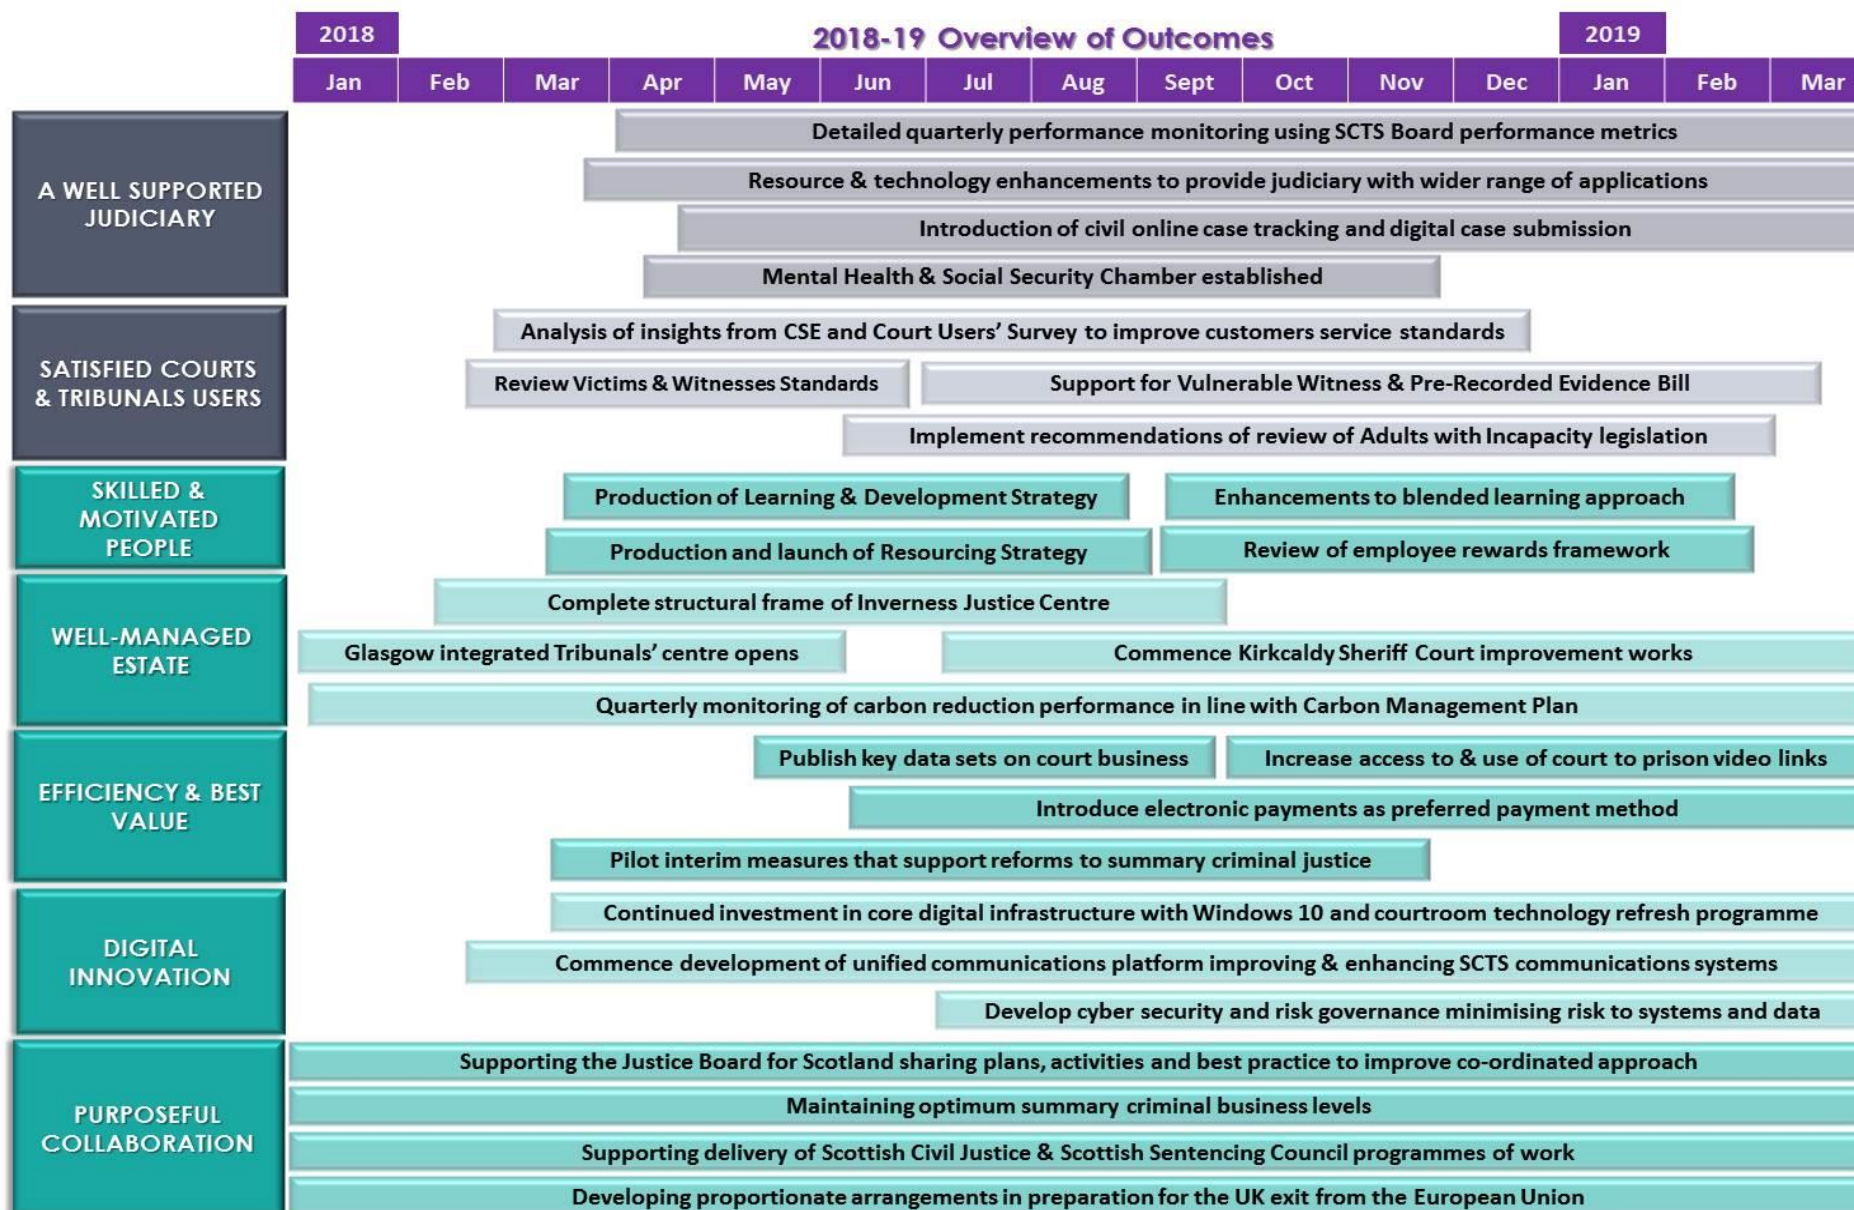 2018
2018-19 Overview of Outcomes
2019
Jan Feb Mar Apr May Jun Jul Aug Sept Oct Nov Dec Jan Feb Mar
A WELL SUPPORTED
JUDICIARY
Detailed quarterly performance monitoring using SCTS Board performance metrics
Resource & technology enhancements to provide judiciary with wider range of applications
Introduction of civil online case tracking and digital case submission
Mental Health & Social Security Chamber established
SATISFIED COURTS
& TRIBUNALS USERS
Analysis of insights from CSE and Court Users' Survey to improve customers service standards
Review Victims & Witnesses Standards
Support for Vulnerable Witness & Pre-Recorded Evidence Bill
Implement recommendations of review of Adults with Incapacity legislation
SKILLED &
MOTIVATED
PEOPLE
Production of Learning & Development Strategy
Enhancements to blended learning approach
Production and launch of Resourcing Strategy
Review of employee rewards framework
WELL-MANAGED
ESTATE
Complete structural frame of Inverness Justice Centre
Glasgow integrated Tribunals' centre opens
Commence Kirkcaldy Sheriff Court improvement works
Quarterly monitoring of carbon reduction performance in line with Carbon Management Plan
EFFICIENCY & BEST
VALUE
Publish key data sets on court business
Increase access to & use of court to prison video links
Introduce electronic payments as preferred payment method
Pilot interim measures that support reforms to summary criminal justice
DIGITAL
INNOVATION
Continued investment in core digital infrastructure with Windows 10 and courtroom technology refresh programme
Commence development of unified communications platform improving & enhancing SCTS communications systems
Develop cyber security and risk governance minimising risk to systems and data
PURPOSEFUL
COLLABORATION
Supporting the Justice Board for Scotland sharing plans, activities and best practice to improve co-ordinated approach
Maintaining optimum summary criminal business levels
Supporting delivery of Scottish Civil Justice & Scottish Sentencing Council programmes of work
Developing proportionate arrangements in preparation for the UK exit from the European Union